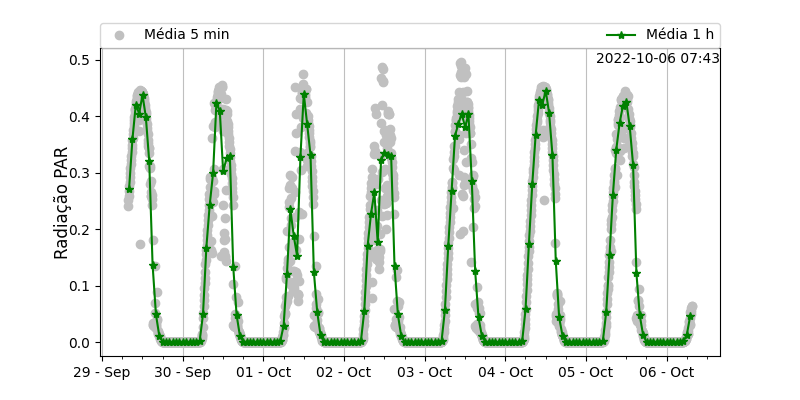 Média 5 min
Média 1 h
2022-10-06 07:43
Radiação PAR
0.5
0.4
0.3
0.2
0.1
0.0
29 - Sep
30 - Sep
01 - Oct
02 - Oct
03 - Oct
04 - Oct
05 - Oct
06 - Oct